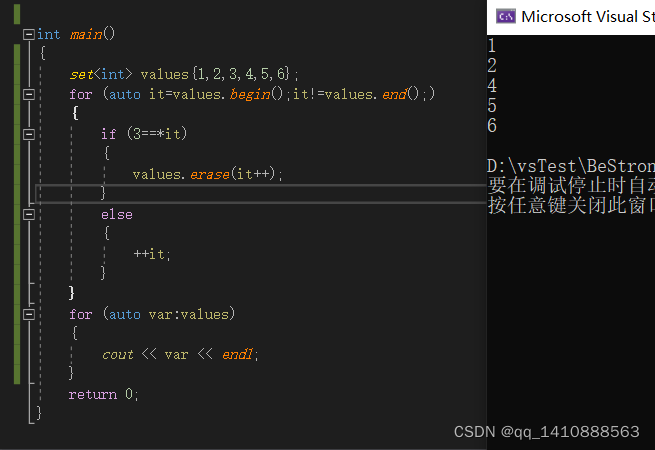 int main()
{
set<int> values{1,2,3,4,5,6};
for (auto it=values.begin();it!=values.end();)
{
if (3==*it)
{
values.erase(it++);
}
else
{
++it;
}
}
for (auto var:values)
{
cout << var << endl;
}
return 0;
}
Microsoft Visual St
1
2
4
5
6
D:\vsTest\BeStron
要在调试停止时自动
按任意键关闭此窗口
CSDN @qq_1410888563